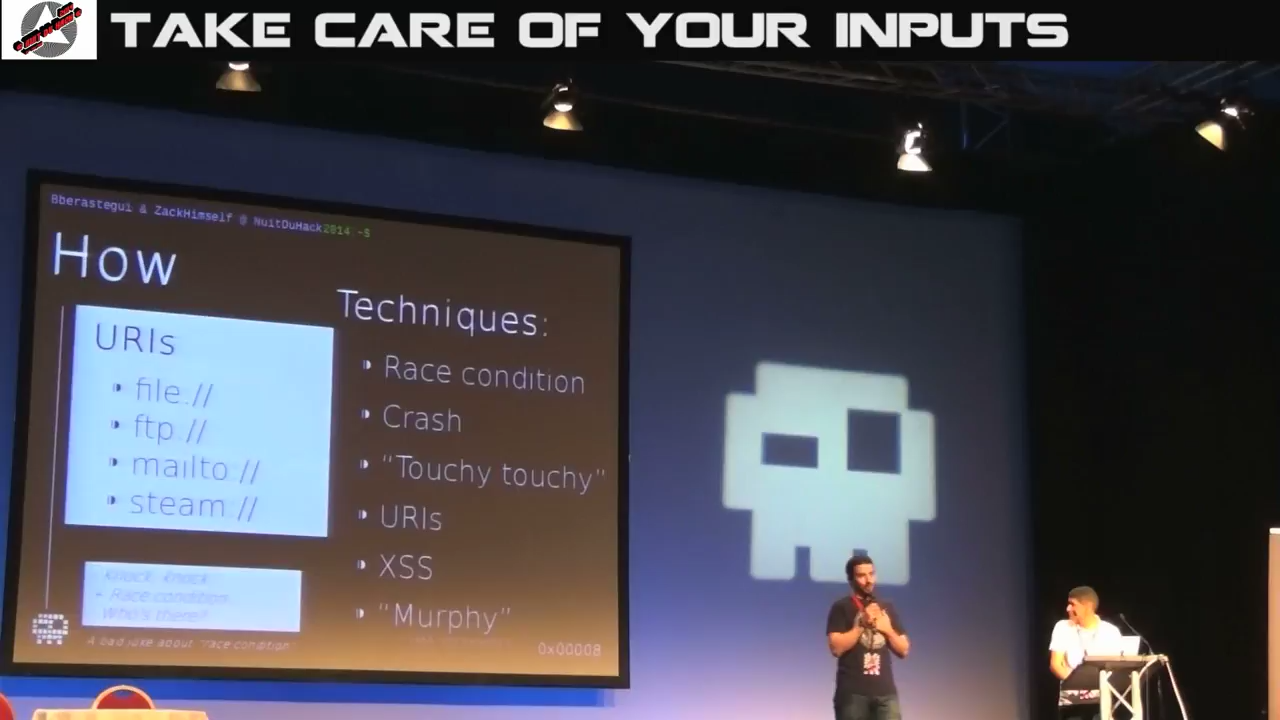 TAKE CARE OF YOUR INPUTS
Bberastegui & ZackHimself @ NuitDuHack2014:~$
How
URIs
file://
ftp://
mailto://
steam://
Knock, knock.
- Race condition.
Who's there?
A bad joke about "race condition"
Techniques:
Race condition
Crash
"Touchy touchy"
URIs
XSS
"Murphy"
0x00008